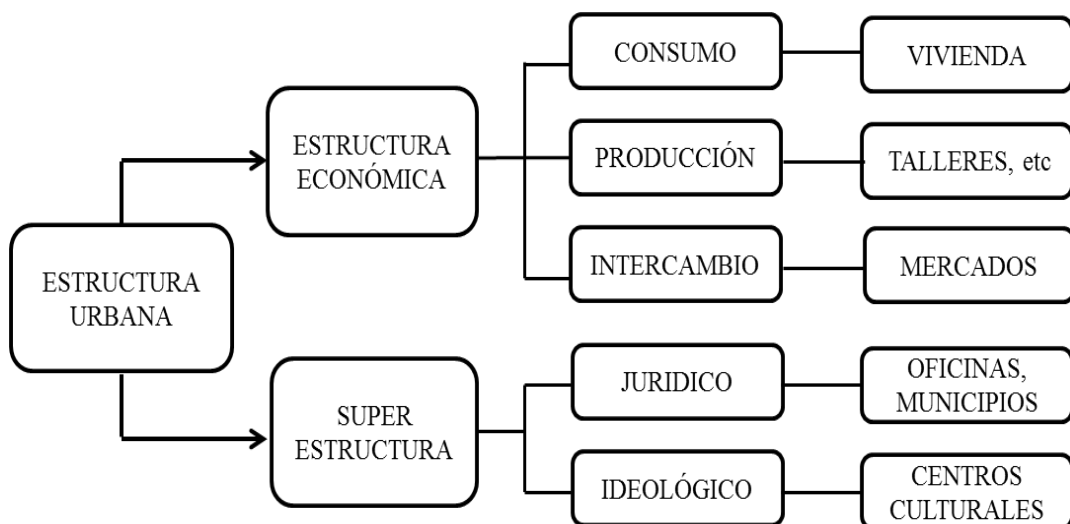 ESTRUCTURA
URBANA
ESTRUCTURA
ECONÓMICA
CONSUMO
VIVIENDA
PRODUCCIÓN
TALLERES, etc
INTERCAMBIO
MERCADOS
SUPER
ESTRUCTURA
JURIDICO
OFICINAS,
MUNICIPIOS
IDEOLÓGICO
CENTROS
CULTURALES